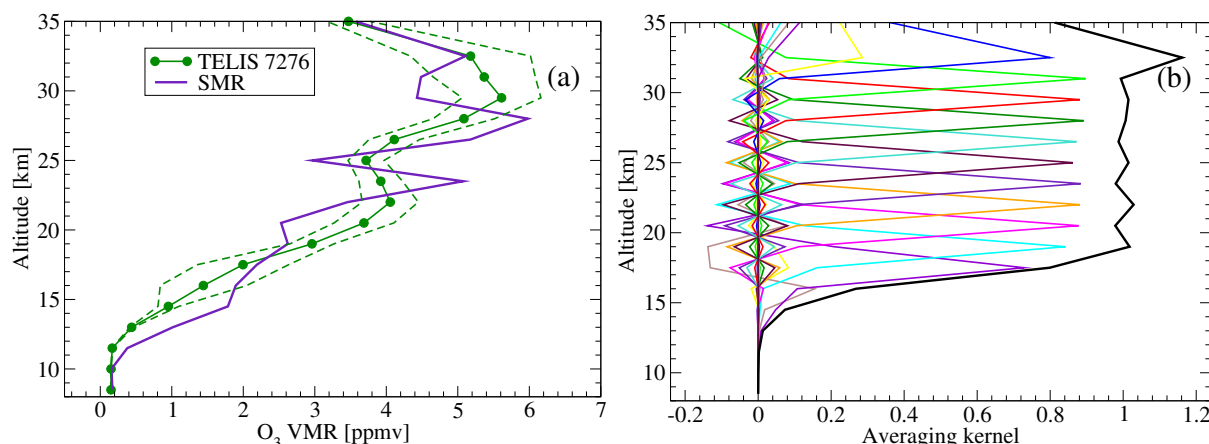 35
30
25
20
15
10
Altitude [km]
TELIS 7276
SMR
(a)
0 1 2 3 4 5 6 7
O3 VMR [ppmv]
35
30
25
20
15
10
Altitude [km]
(b)
-0.2 0 0.2 0.4 0.6 0.8 1 1.2
Averaging kernel